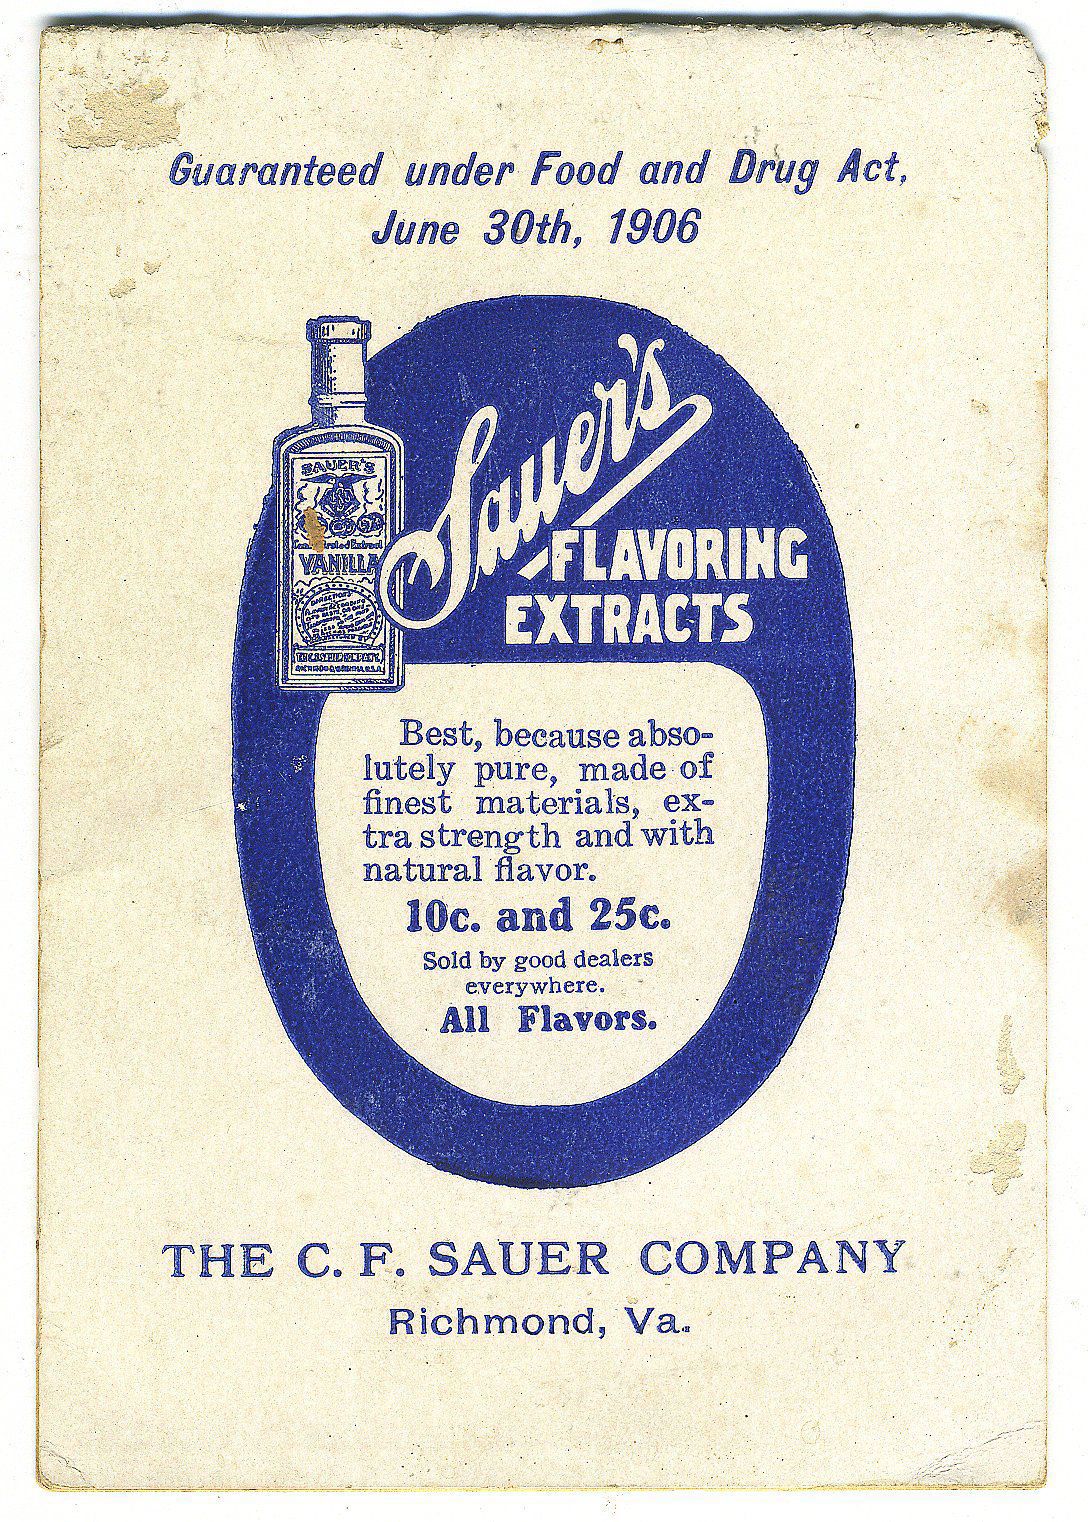 Guaranteed under Food and Drug Act,
June 30th, 1906
SAUER'S
VANILLA
Sauer's
FLAVORING
EXTRACTS
Best, because abso-
lutely pure, made of
finest materials, ex-
tra strength and with
natural flavor.
10c. and 25c.
Sold by good dealers
everywhere.
All Flavors.
THE C. F. SAUER COMPANY
Richmond, Va.